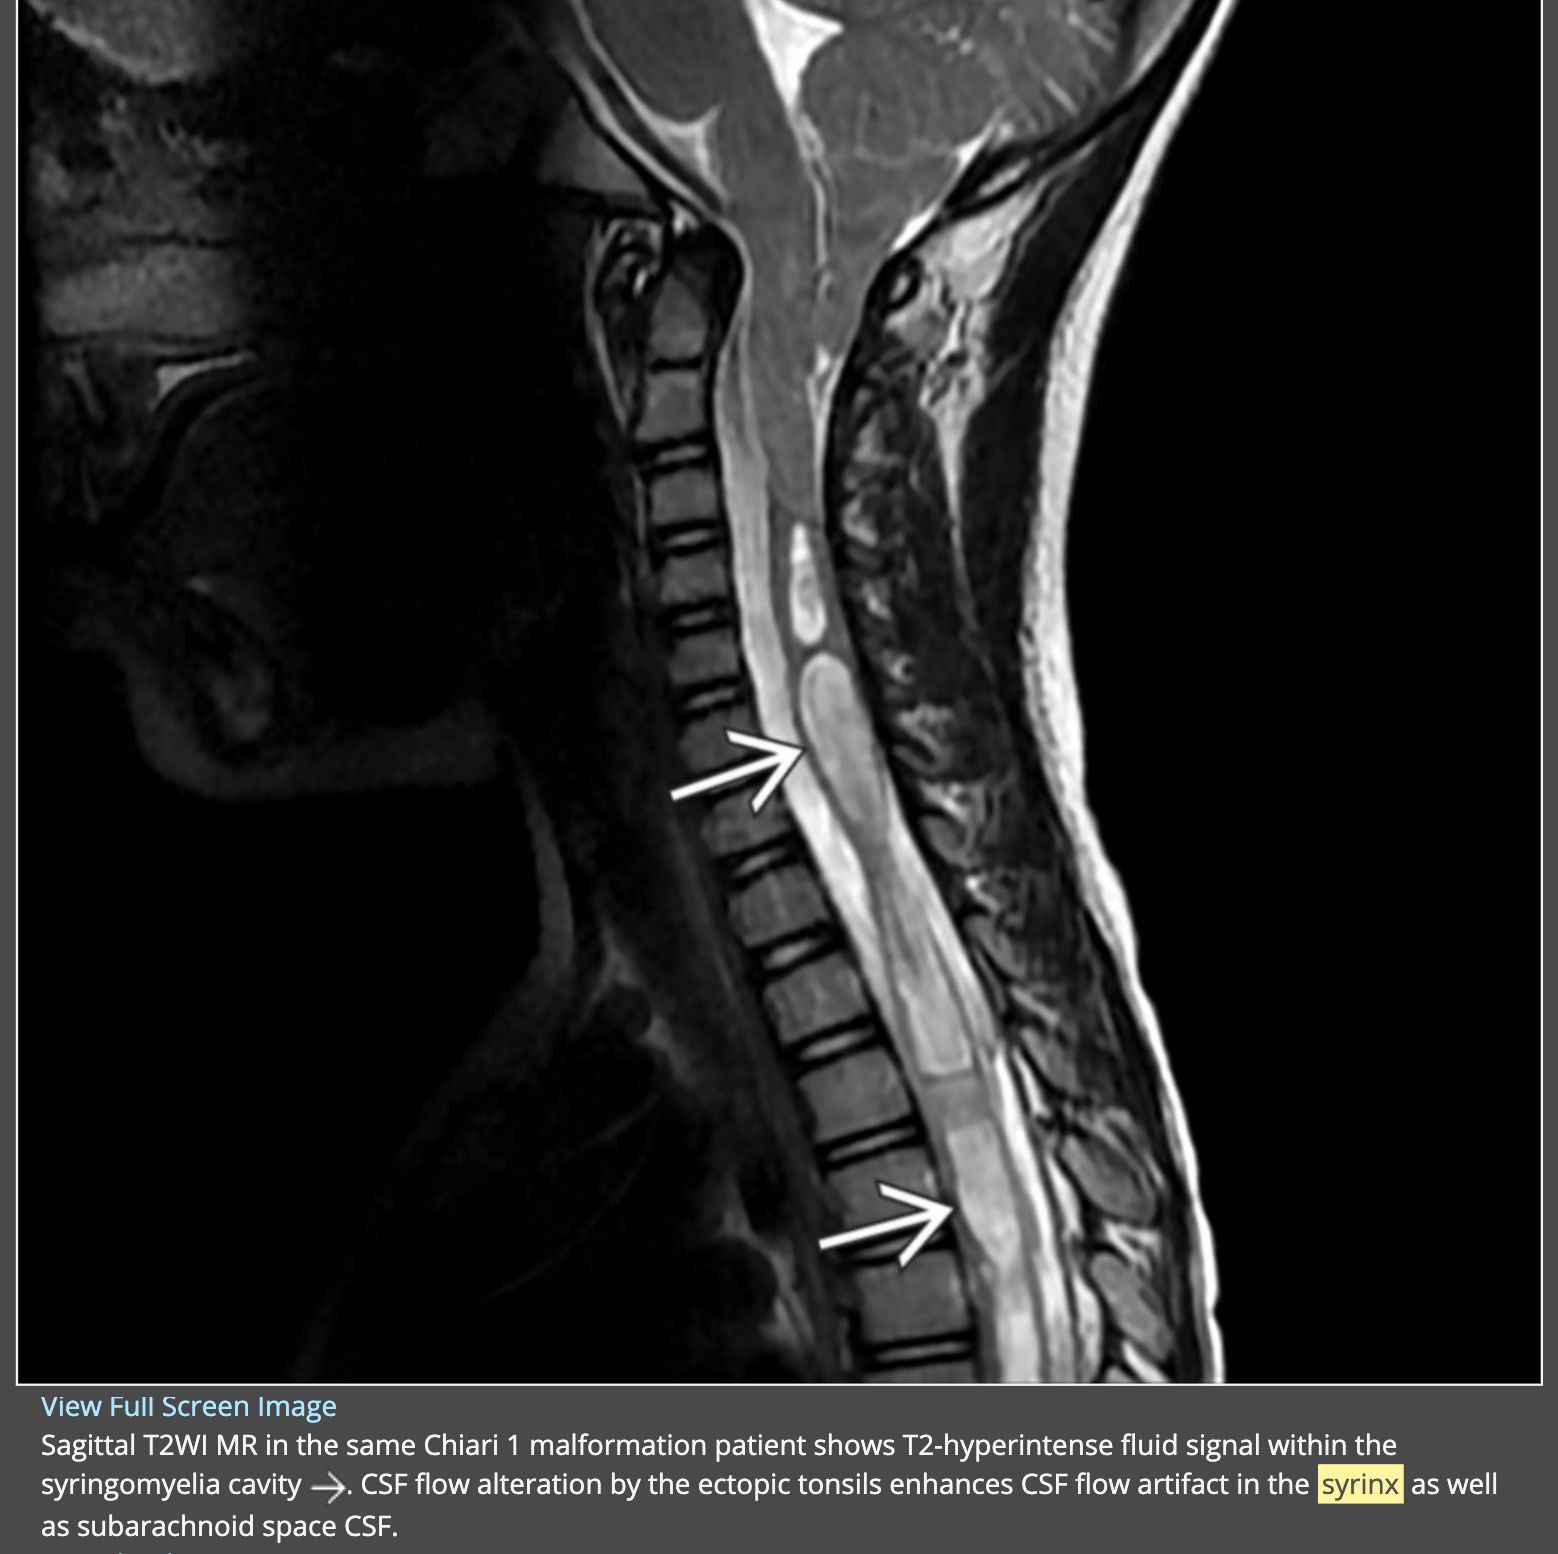 View Full Screen Image
Sagittal T2WI MR in the same Chiari 1 malformation patient shows T2-hyperintense fluid signal within the
syringomyelia cavity →. CSF flow alteration by the ectopic tonsils enhances CSF flow artifact in the syrinx as well
as subarachnoid space CSF.